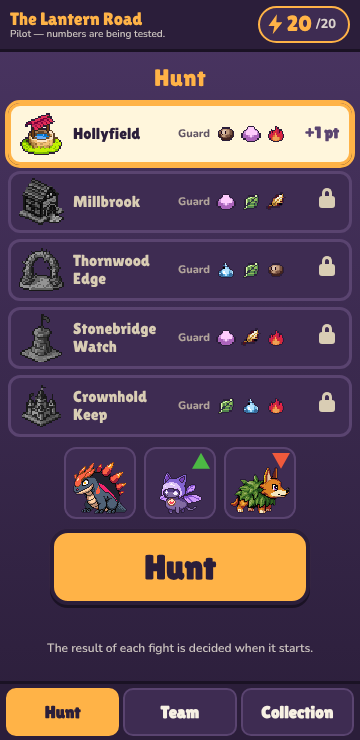 The Lantern Road
Pilot — numbers are being tested.
20 /20
Hunt
Hollyfield Guard +1 pt
Millbrook Guard
Thornwood Edge Guard
Stonebridge Watch Guard
Crownhold Keep Guard
Hunt
The result of each fight is decided when it starts.
Hunt Team Collection